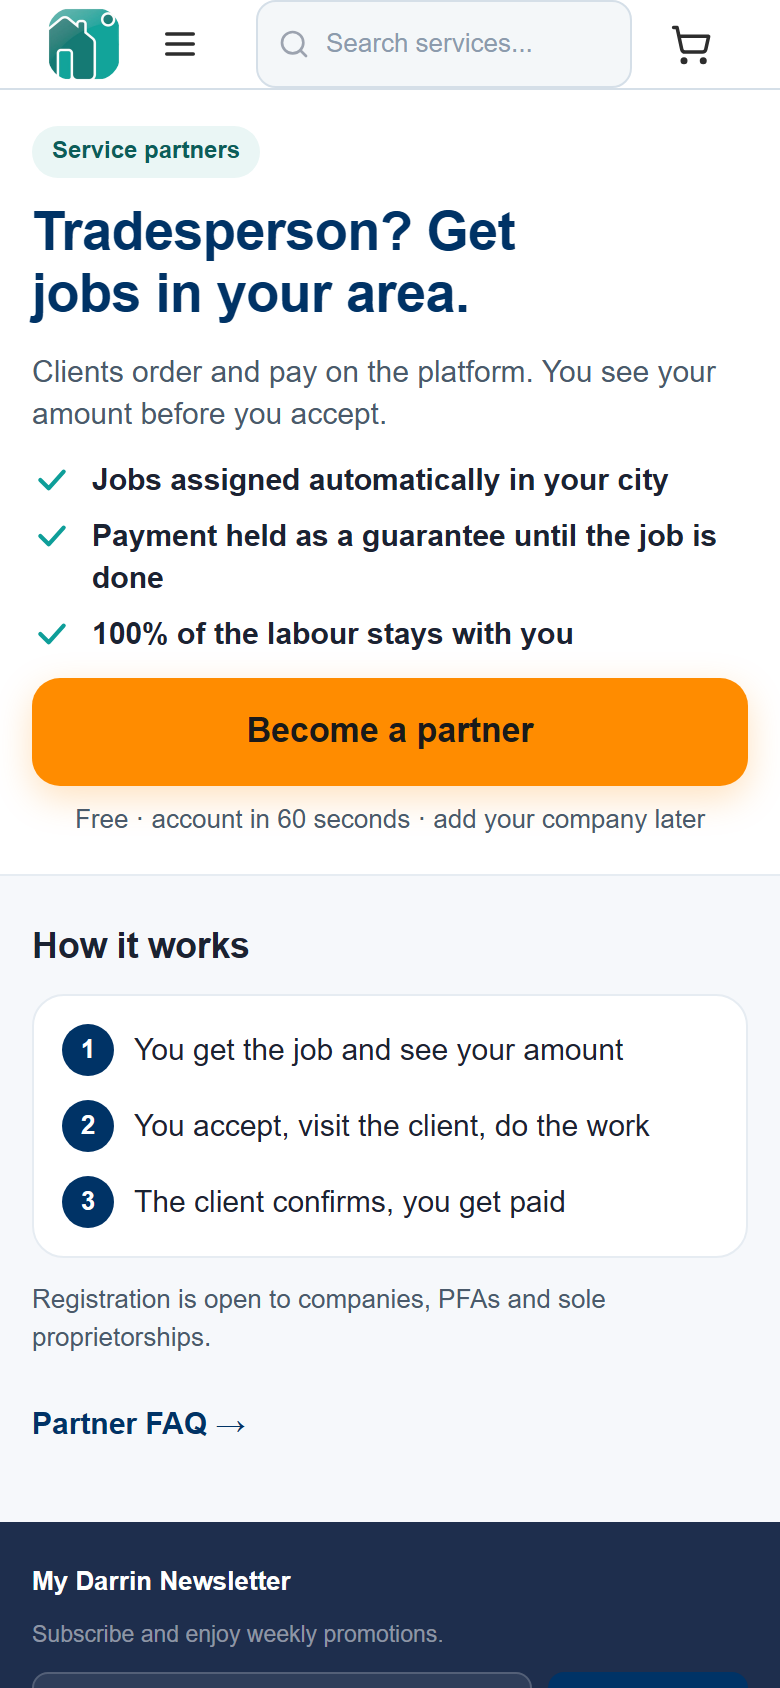 Search services...
Service partners
Tradesperson? Get
jobs in your area.
Clients order and pay on the platform. You see your
amount before you accept.
Jobs assigned automatically in your city
Payment held as a guarantee until the job is
done
100% of the labour stays with you
Become a partner
Free · account in 60 seconds · add your company later
How it works
1 You get the job and see your amount
2 You accept, visit the client, do the work
3 The client confirms, you get paid
Registration is open to companies, PFAs and sole
proprietorships.
Partner FAQ →
My Darrin Newsletter
Subscribe and enjoy weekly promotions.